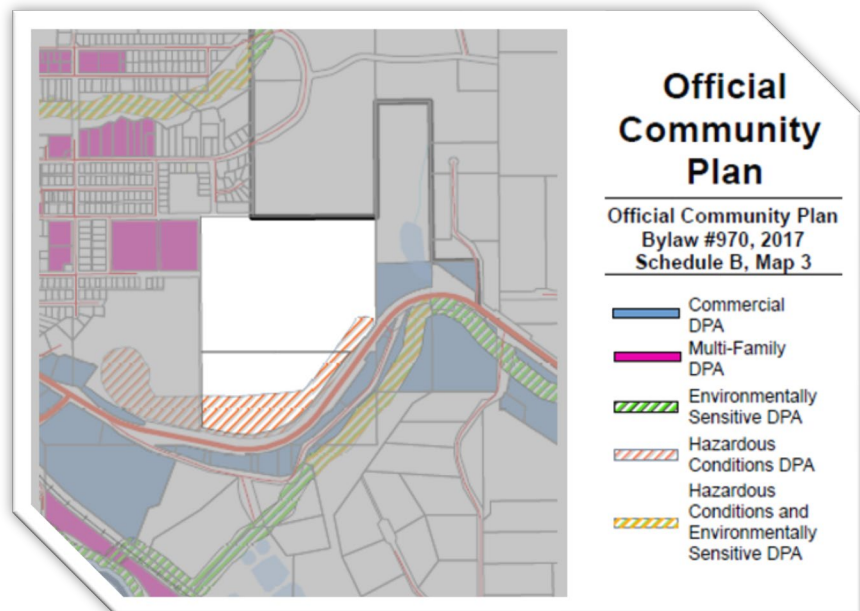 Official
Community
Plan
Official Community Plan
Bylaw #970, 2017
Schedule B, Map 3
Commercial
DPA
Multi-Family
DPA
Environmentally
Sensitive DPA
Hazardous
Conditions DPA
Hazardous
Conditions and
Environmentally
Sensitive DPA